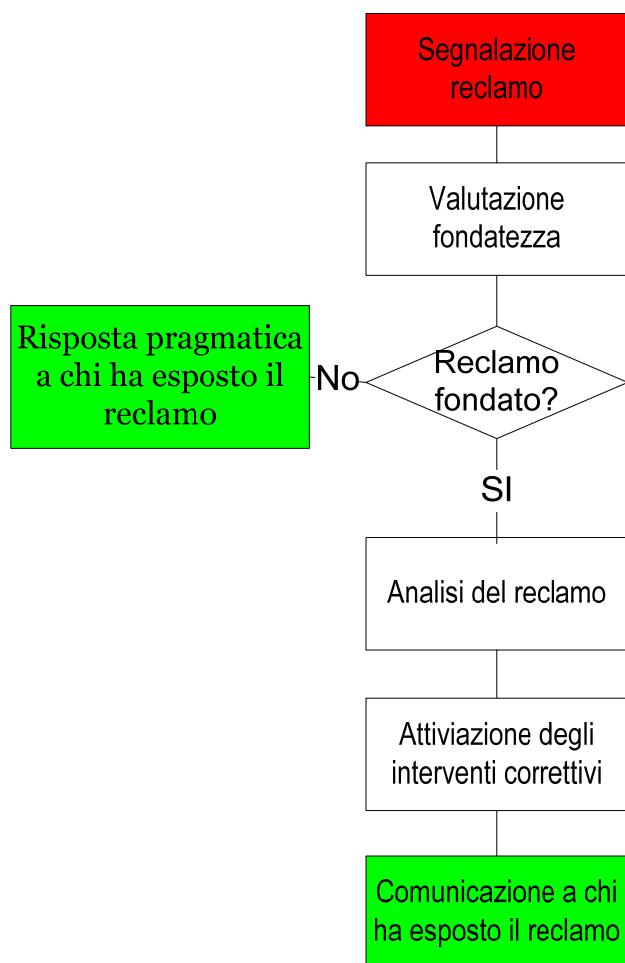 Segnalazione
reclamo
Valutazione
fondatezza
Risposta pragmatica
a chi ha esposto il
reclamo
No
Reclamo
fondato?
SI
Analisi del reclamo
Attiviazione degli
interventi correttivi
Comunicazione a chi
ha esposto il reclamo